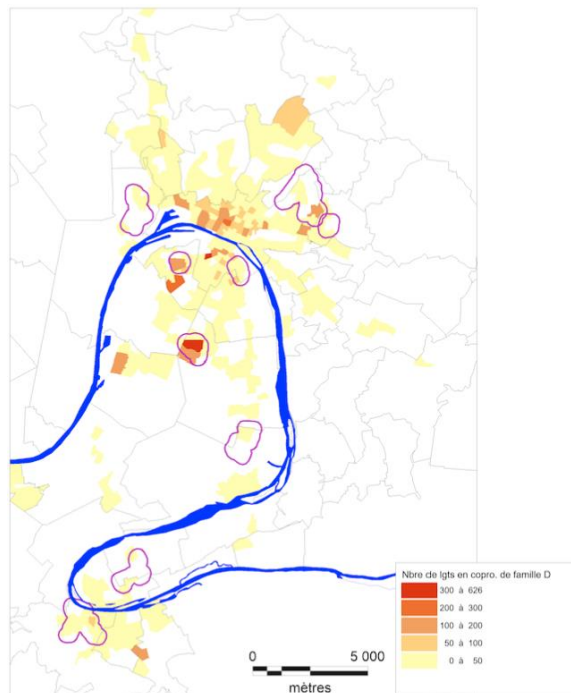 Nbre de lgts en copro. de famille D
300 à 626
200 à 300
100 à 200
50 à 100
0 à 50
0 5 000
mètres